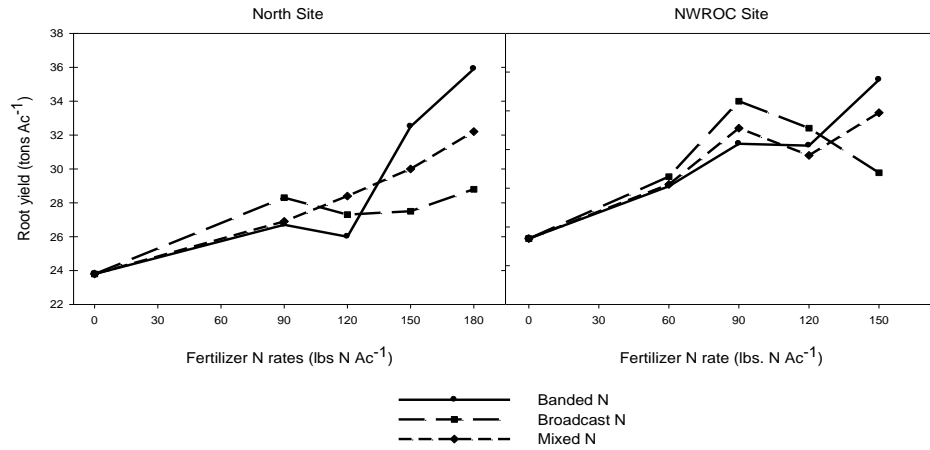 North Site
NWROC Site
38
36
34
32
30
28
26
24
22
Root yield (tons Ac-1)
0 30 60 90 120 150 180
0 30 60 90 120 150
Fertilizer N rates (lbs N Ac-1)
Fertilizer N rate (lbs. N Ac-1)
Banded N
Broadcast N
Mixed N